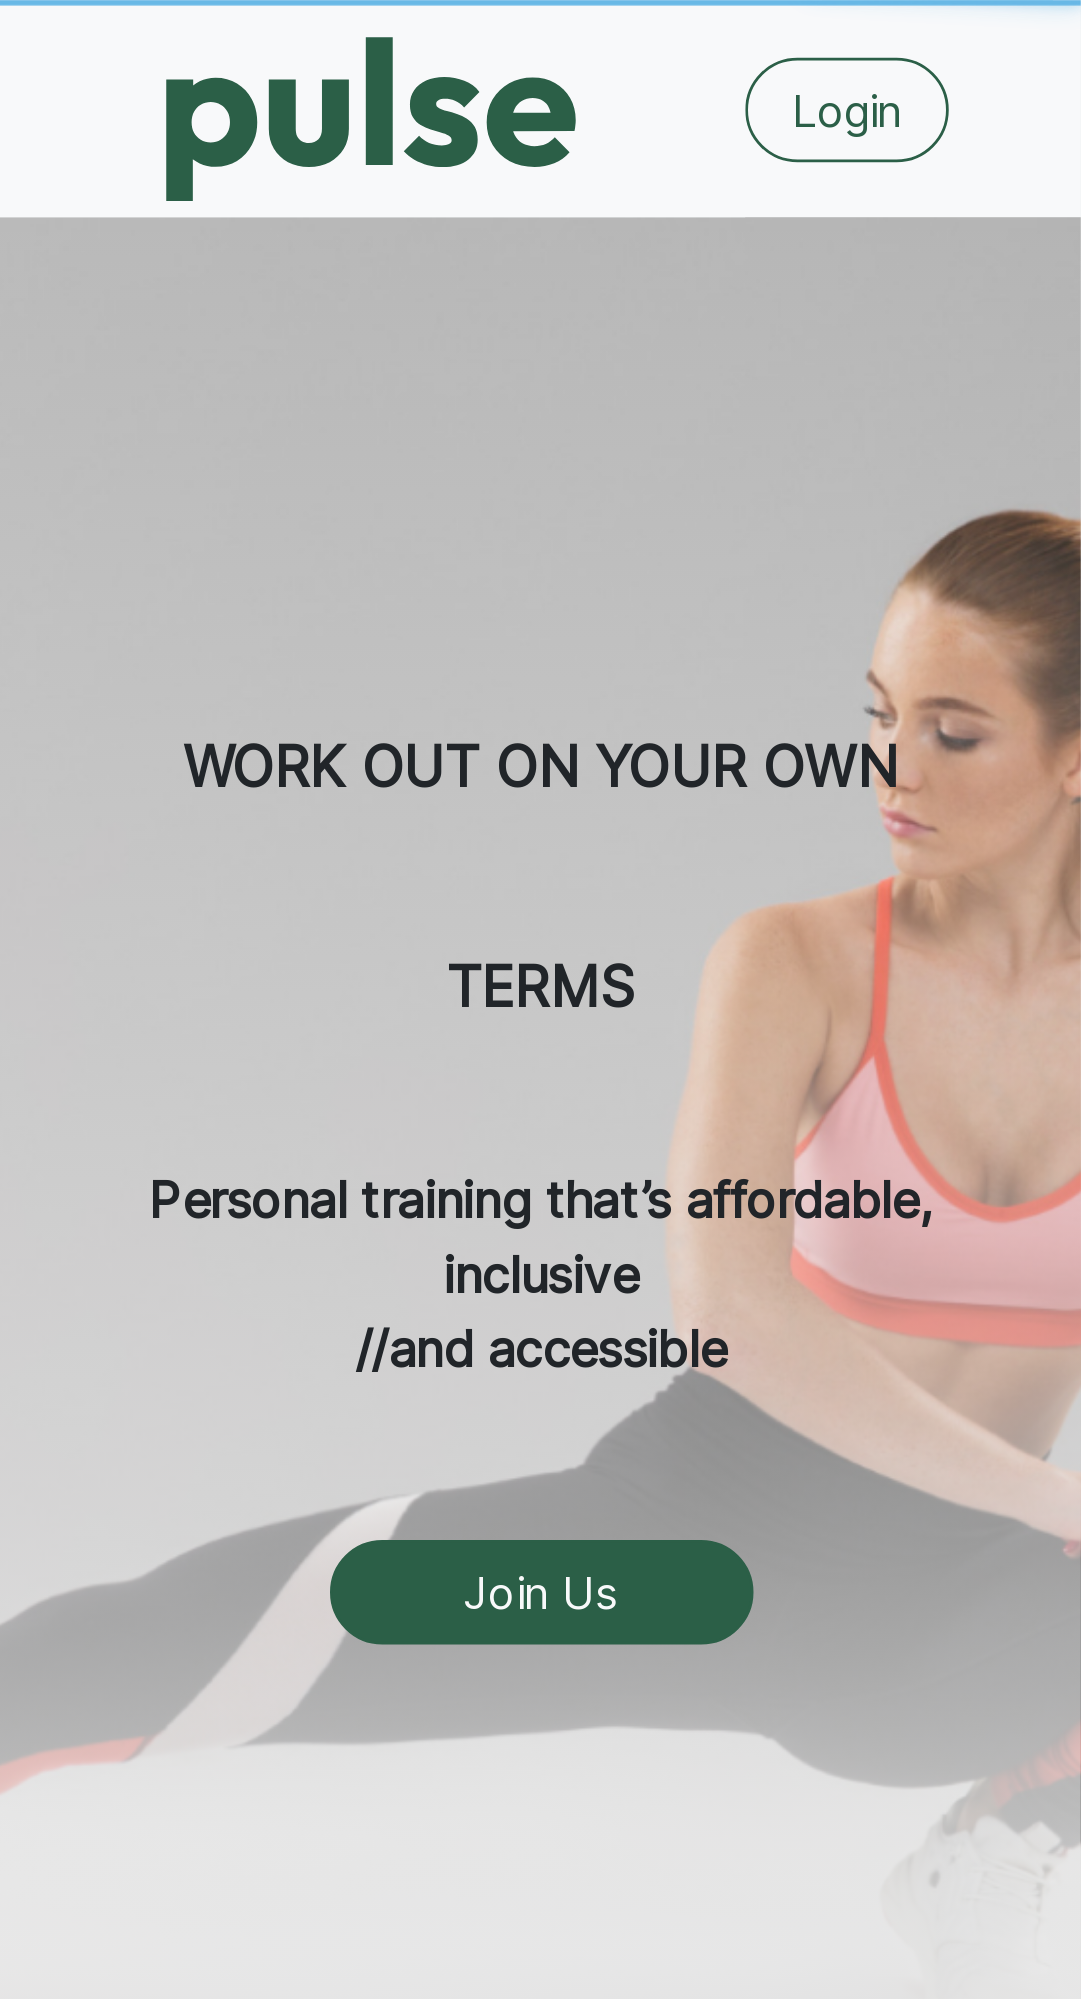 pulse
Login
WORK OUT ON YOUR OWN
TERMS
Personal training that’s affordable,
inclusive
//and accessible
Join Us